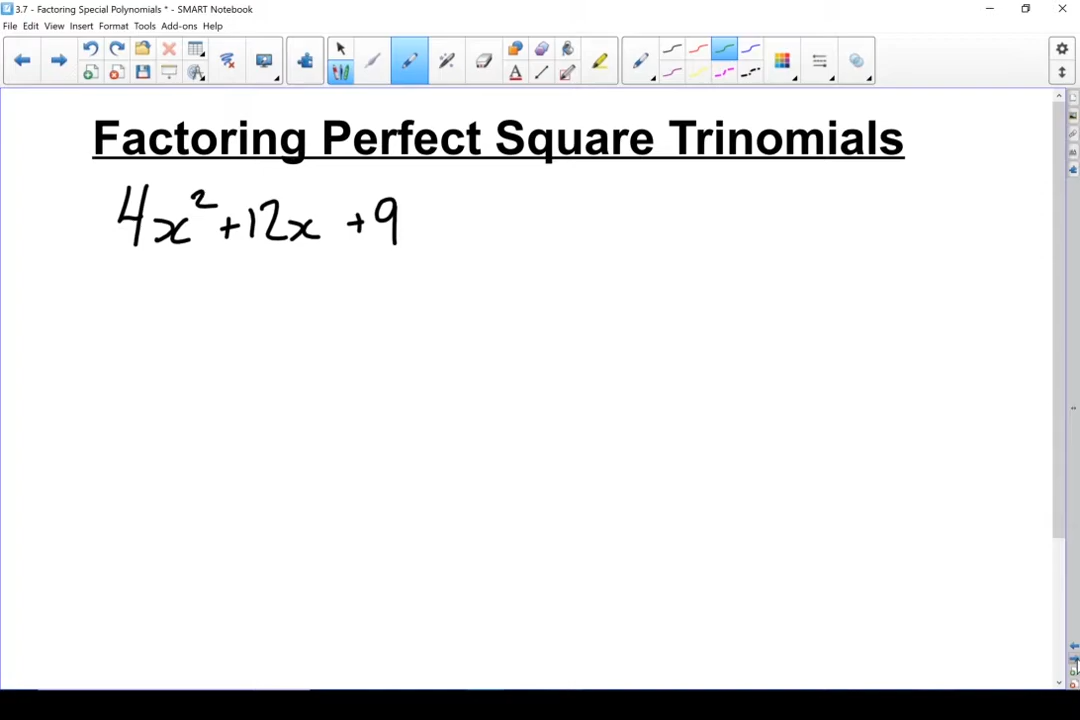 3.7 - Factoring Special Polynomials * - SMART Notebook
File Edit View Insert Format Tools Add-ons Help
Factoring Perfect Square Trinomials
4x² +12x +9